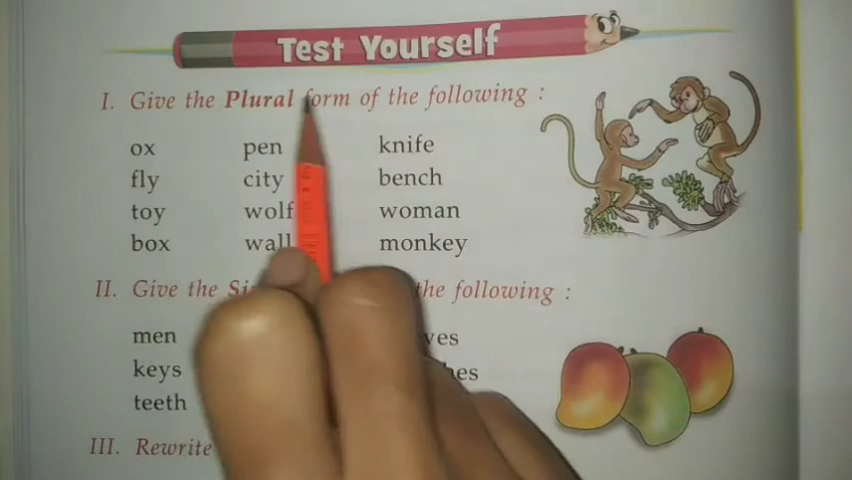 Test Yourself
I. Give the Plural form of the following :
ox pen knife
fly city bench
toy wolf woman
box wall monkey
II. Give the the following :
men
keys
teeth
III. Rewrite